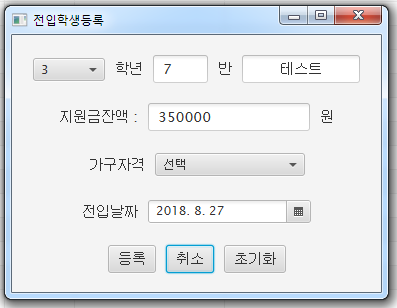 전입학생등록
3 학년 7 반 테스트
지원금잔액 : 350000 원
가구자격 선택
전입날짜 2018. 8. 27
등록 취소 초기화